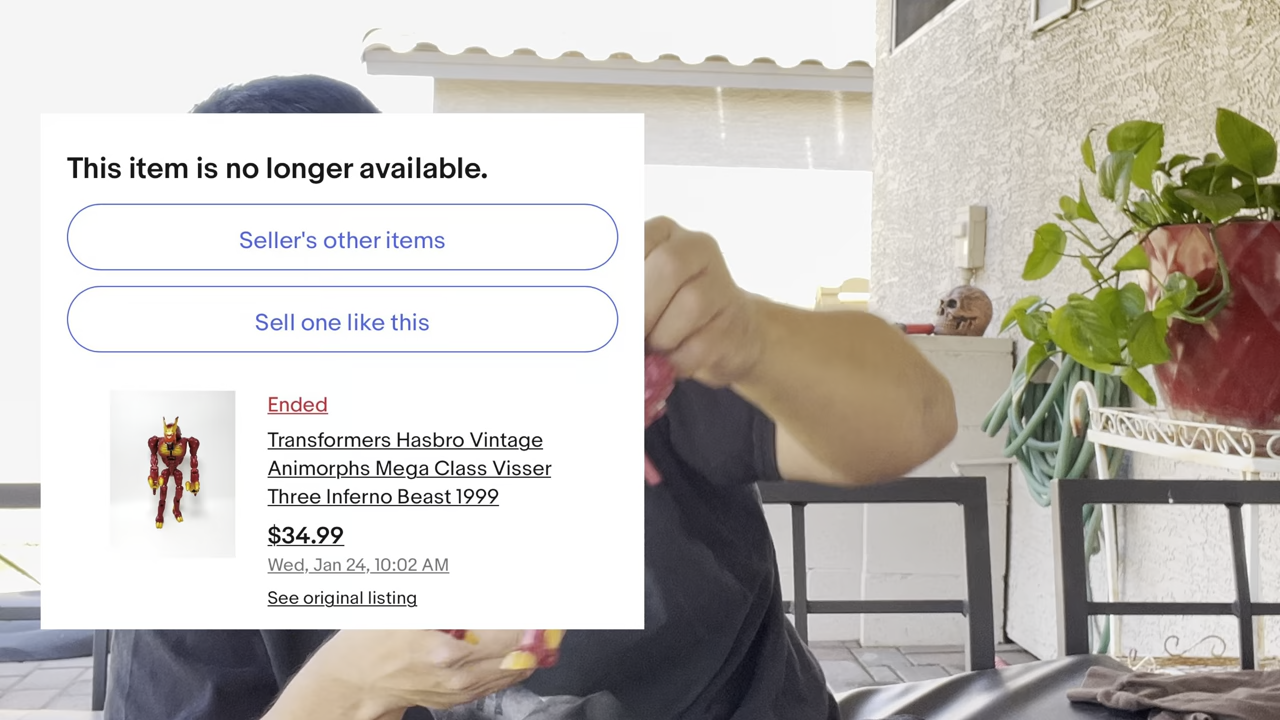 This item is no longer available.
Seller's other items
Sell one like this
Ended
Transformers Hasbro Vintage
Animorphs Mega Class Visser
Three Inferno Beast 1999
$34.99
Wed, Jan 24, 10:02 AM
See original listing